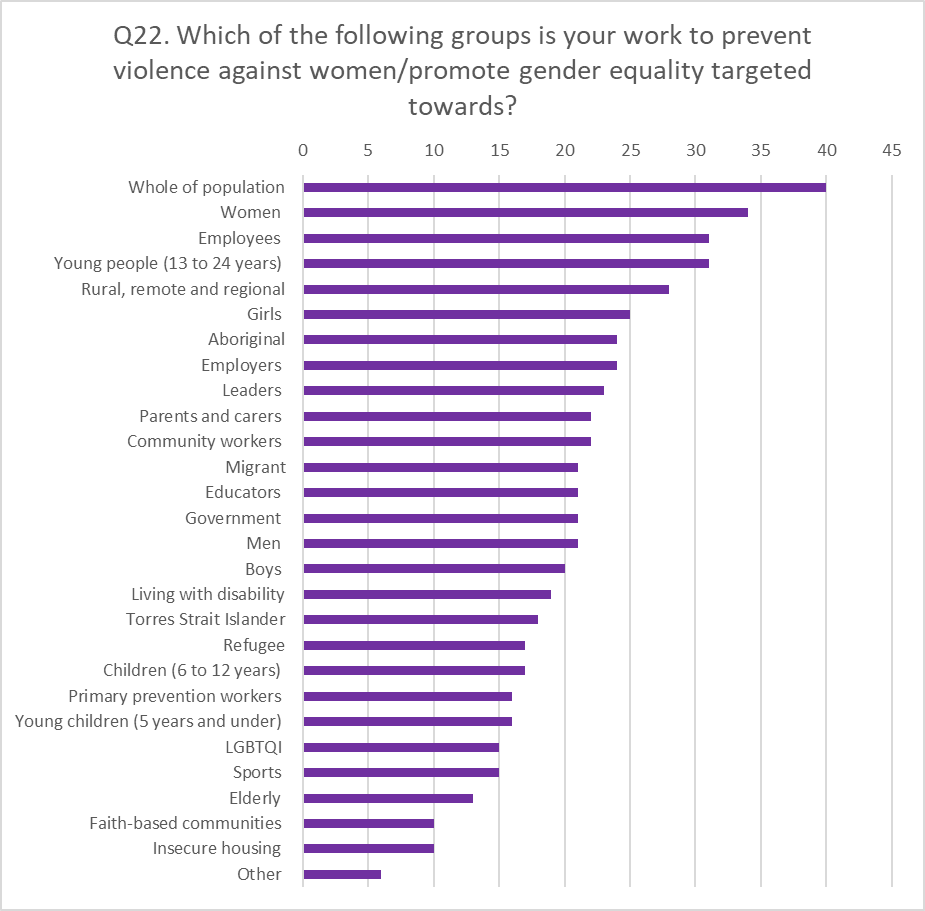 Q22. Which of the following groups is your work to prevent
violence against women/promote gender equality targeted
towards?
0 5 10 15 20 25 30 35 40 45
Whole of population
Women
Employees
Young people (13 to 24 years)
Rural, remote and regional
Girls
Aboriginal
Employers
Leaders
Parents and carers
Community workers
Migrant
Educators
Government
Men
Boys
Living with disability
Torres Strait Islander
Refugee
Children (6 to 12 years)
Primary prevention workers
Young children (5 years and under)
LGBTQI
Sports
Elderly
Faith-based communities
Insecure housing
Other